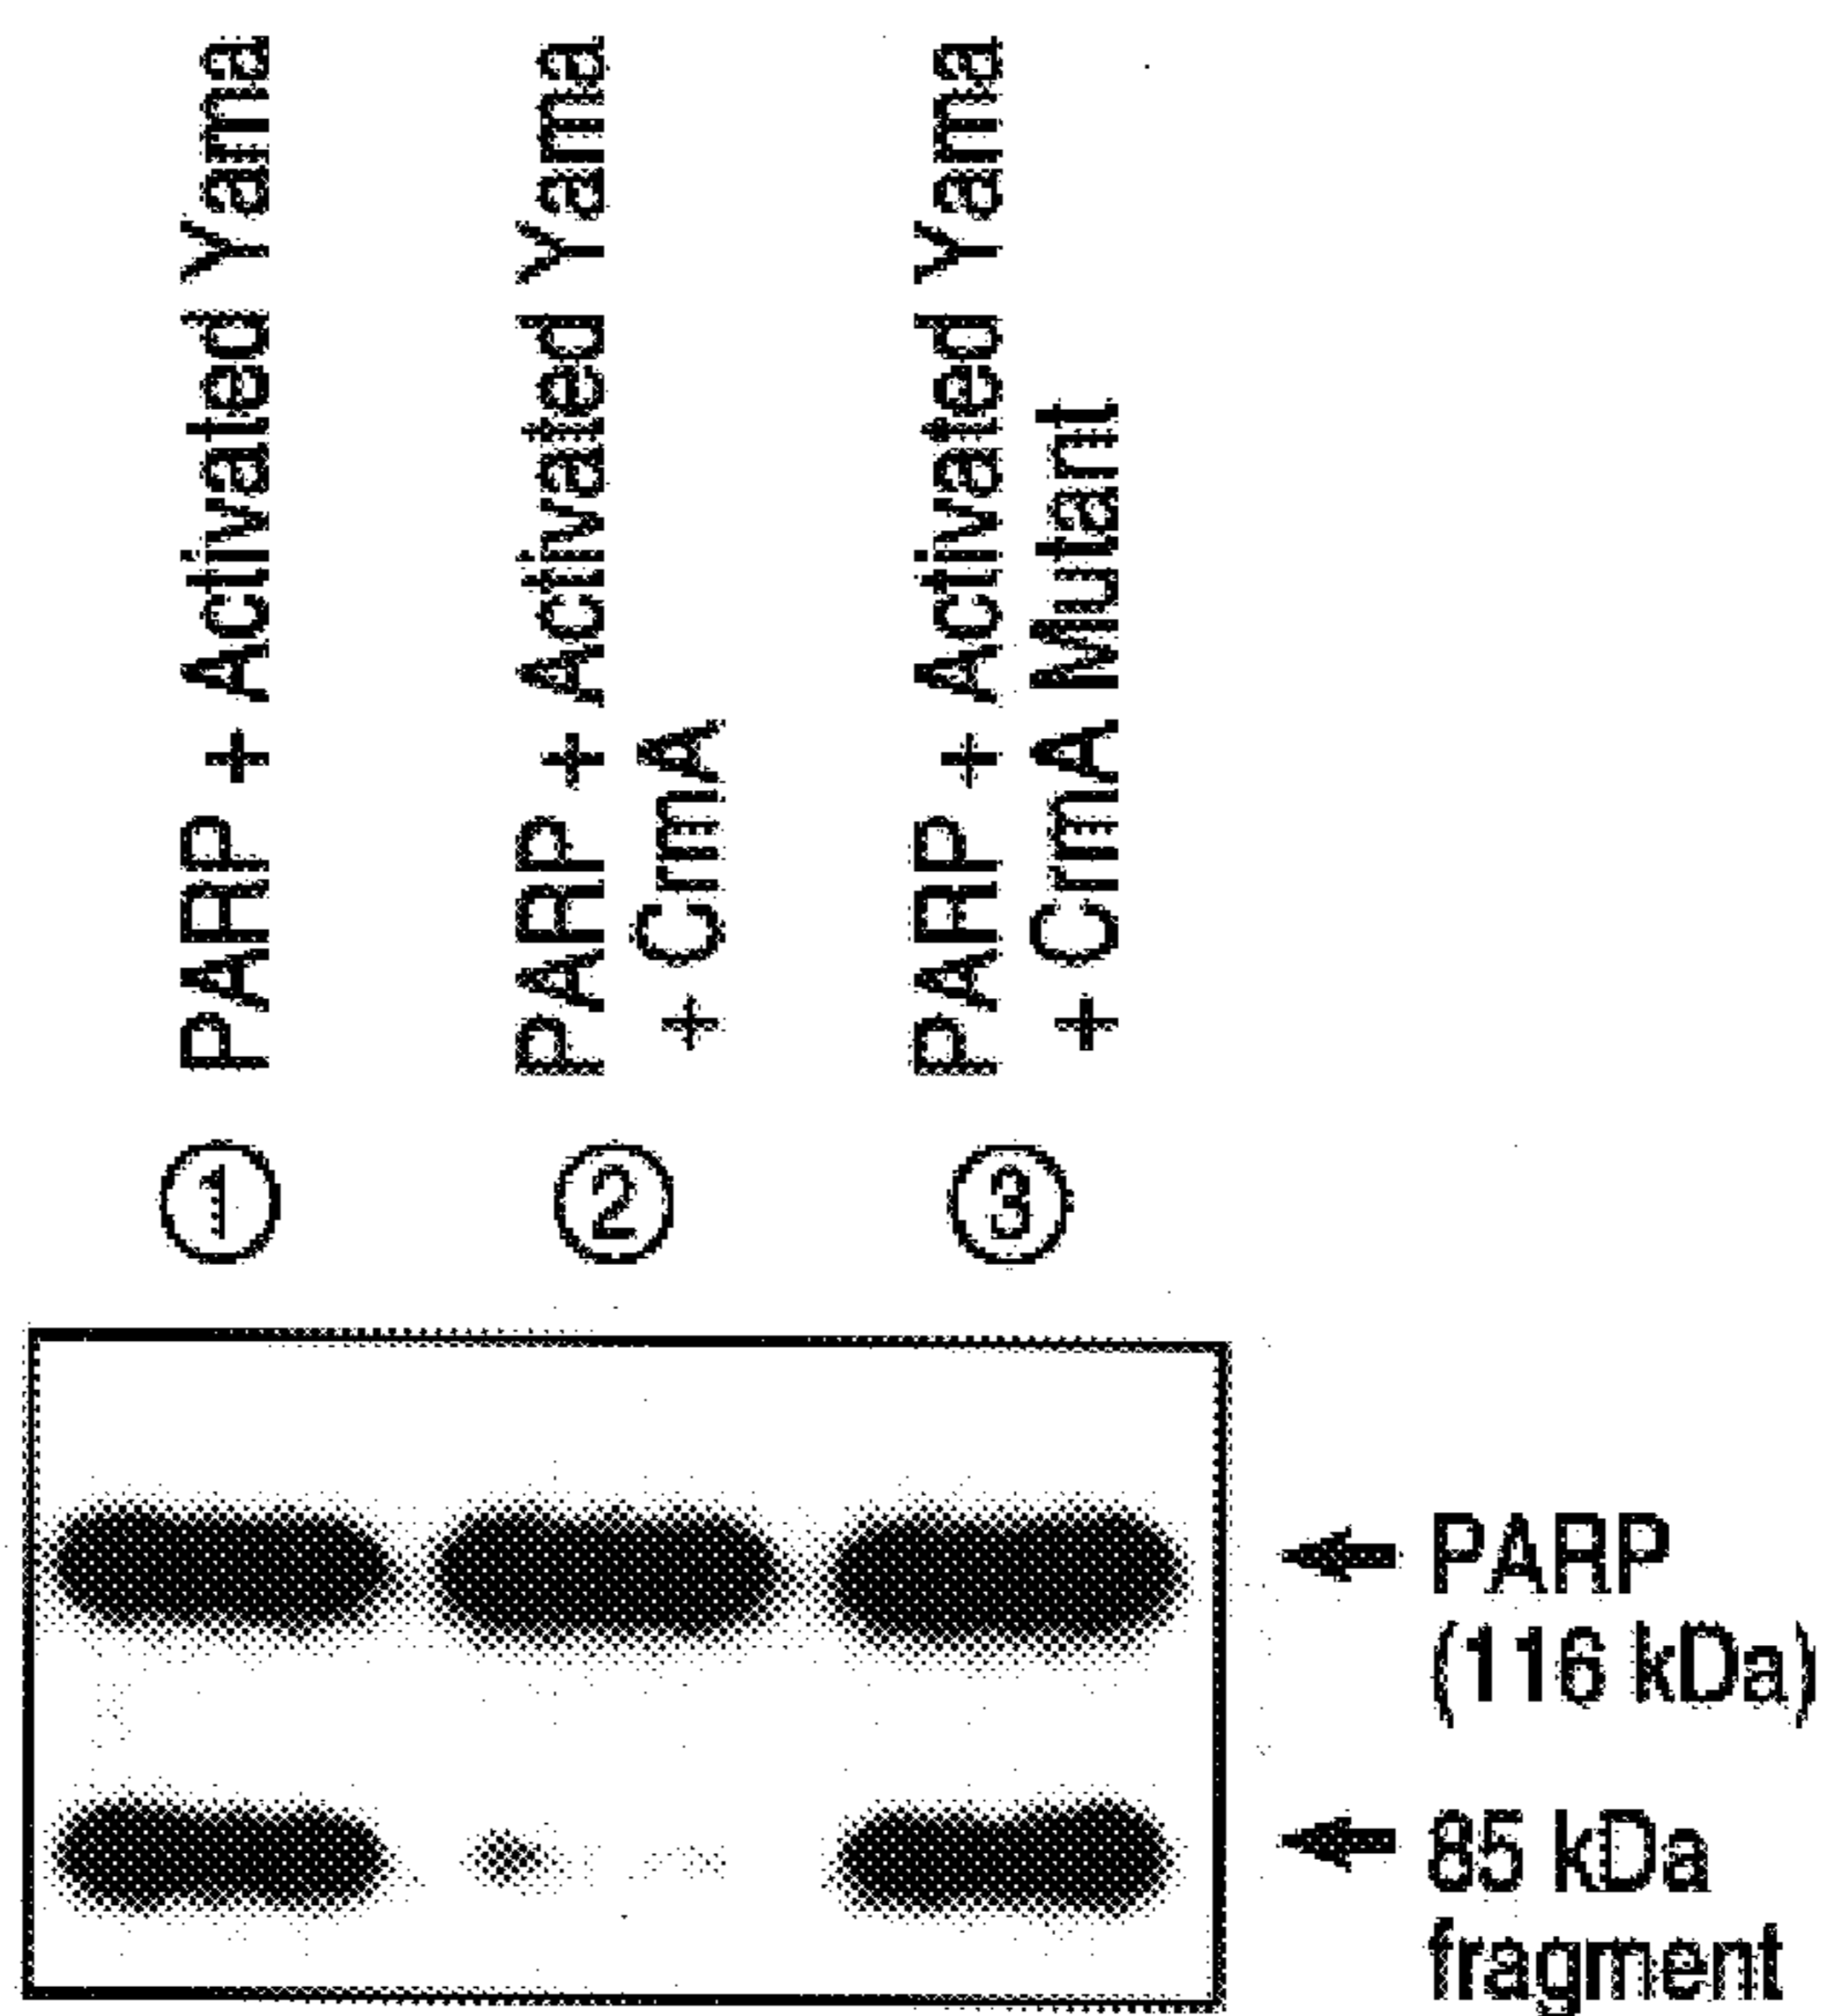 PARP + Activated Yama
PARP + Activated Yama
+ CrmA
PARP + Activated Yama
+ CrmA Mutant
1
2
3
PARP
(116 kDa)
85 kDa
fragment